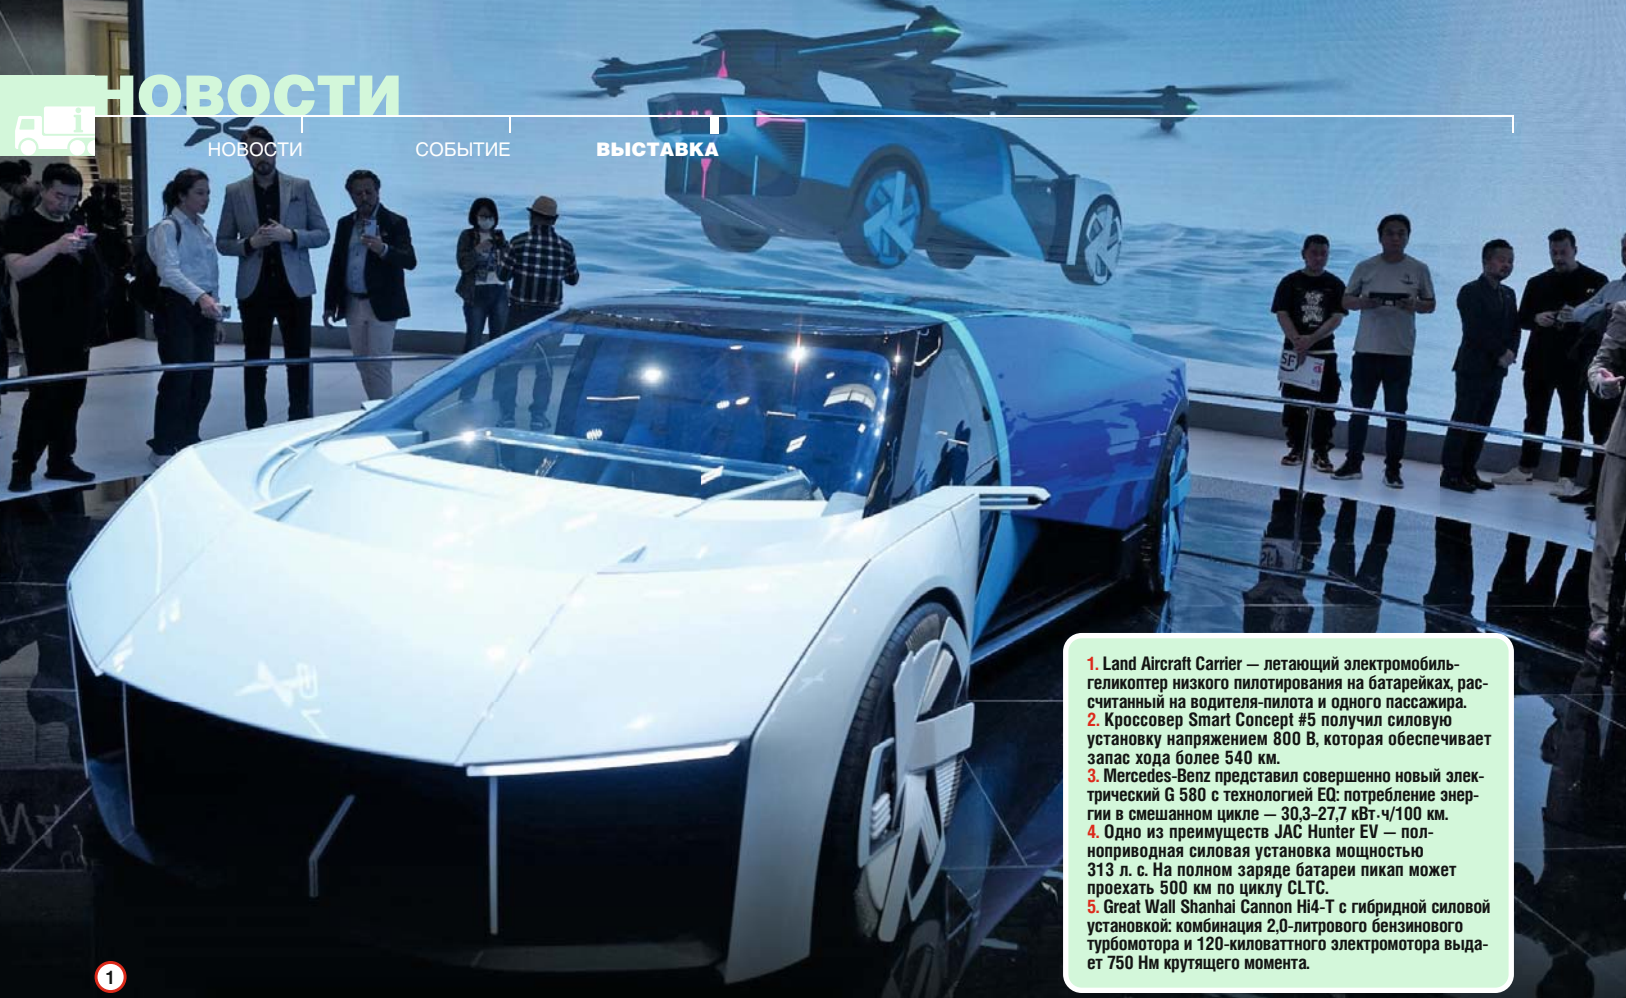 НОВОСТИ
i
НОВОСТИ СОБЫТИЕ ВЫСТАВКА
SF
1. Land Aircraft Carrier — летающий электромобиль-
геликоптер низкого пилотирования на батарейках, рас-
считанный на водителя-пилота и одного пассажира.
2. Кроссовер Smart Concept #5 получил силовую
установку напряжением 800 В, которая обеспечивает
запас хода более 540 км.
3. Mercedes-Benz представил совершенно новый элек-
трический G 580 с технологией EQ: потребление энер-
гии в смешанном цикле — 30,3–27,7 кВт·ч/100 км.
4. Одно из преимуществ JAC Hunter EV — пол-
ноприводная силовая установка мощностью
313 л. с. На полном заряде батареи пикап может
проехать 500 км по циклу CLTC.
5. Great Wall Shanhai Cannon Hi4-T с гибридной силовой
установкой: комбинация 2,0-литрового бензинового
турбомотора и 120-киловаттного электромотора выда-
ет 750 Нм крутящего момента.
1